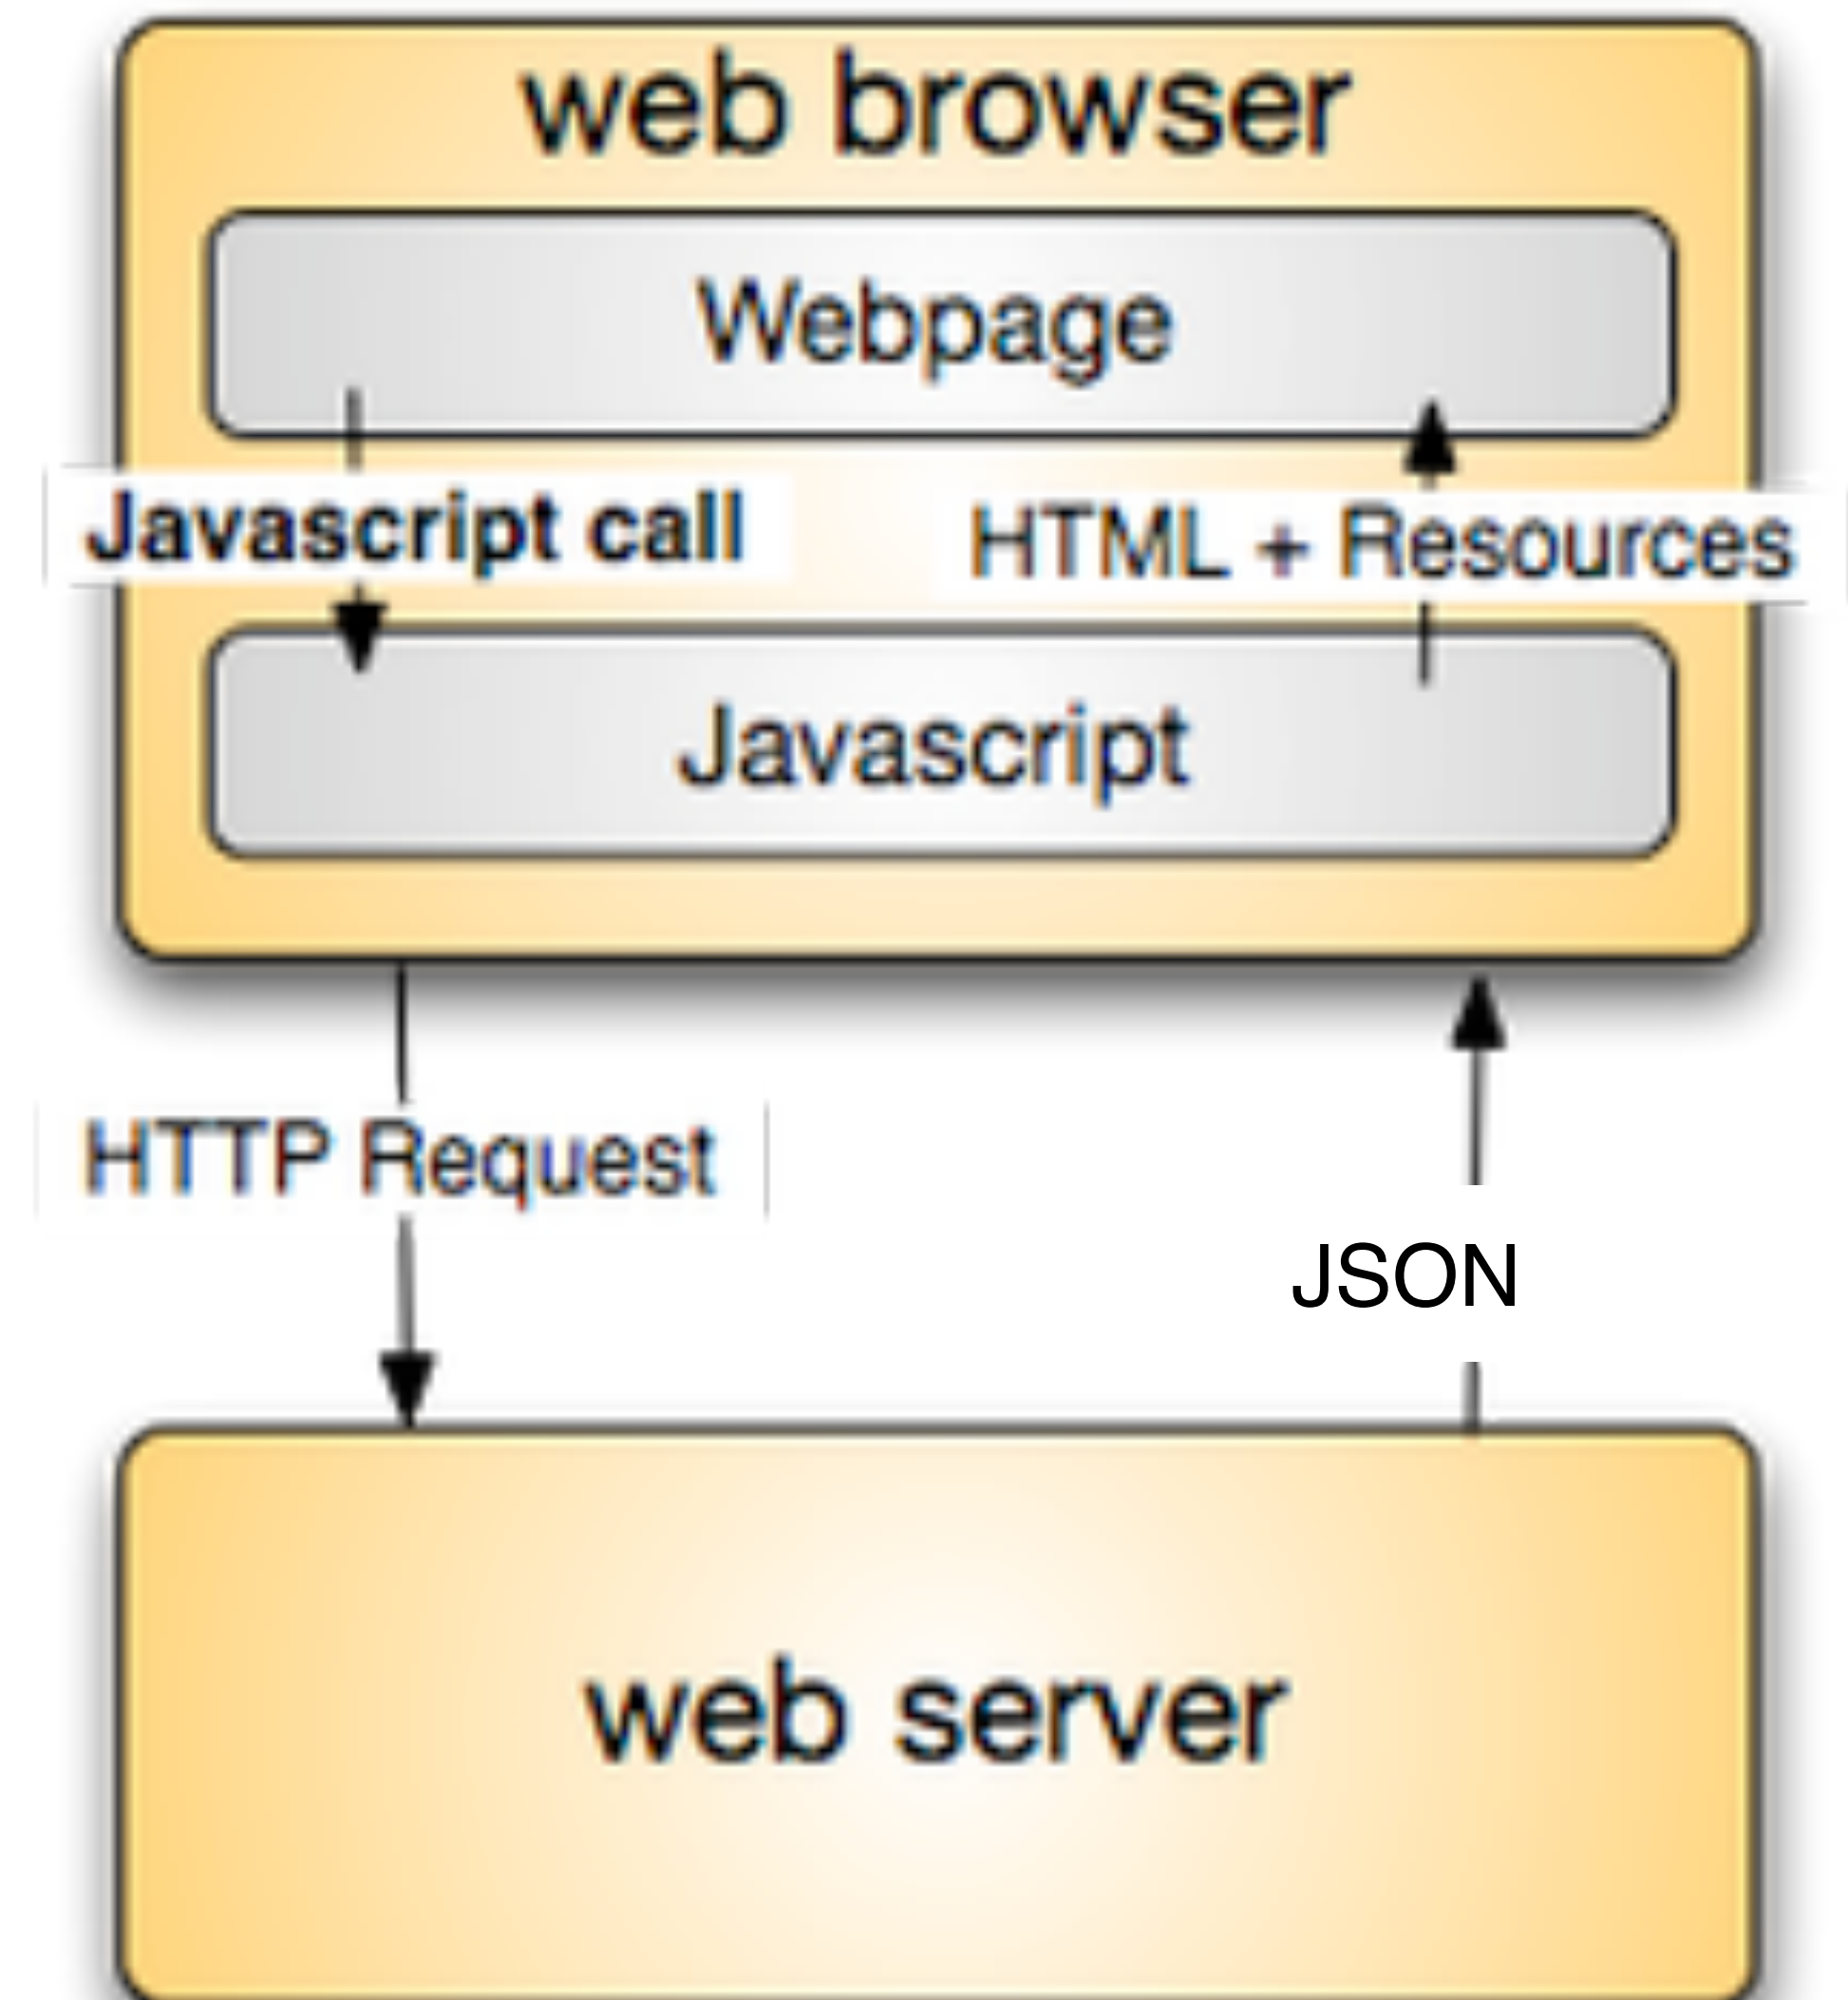 web browser
Webpage
Javascript call
HTML + Resources
Javascript
HTTP Request
JSON
web server